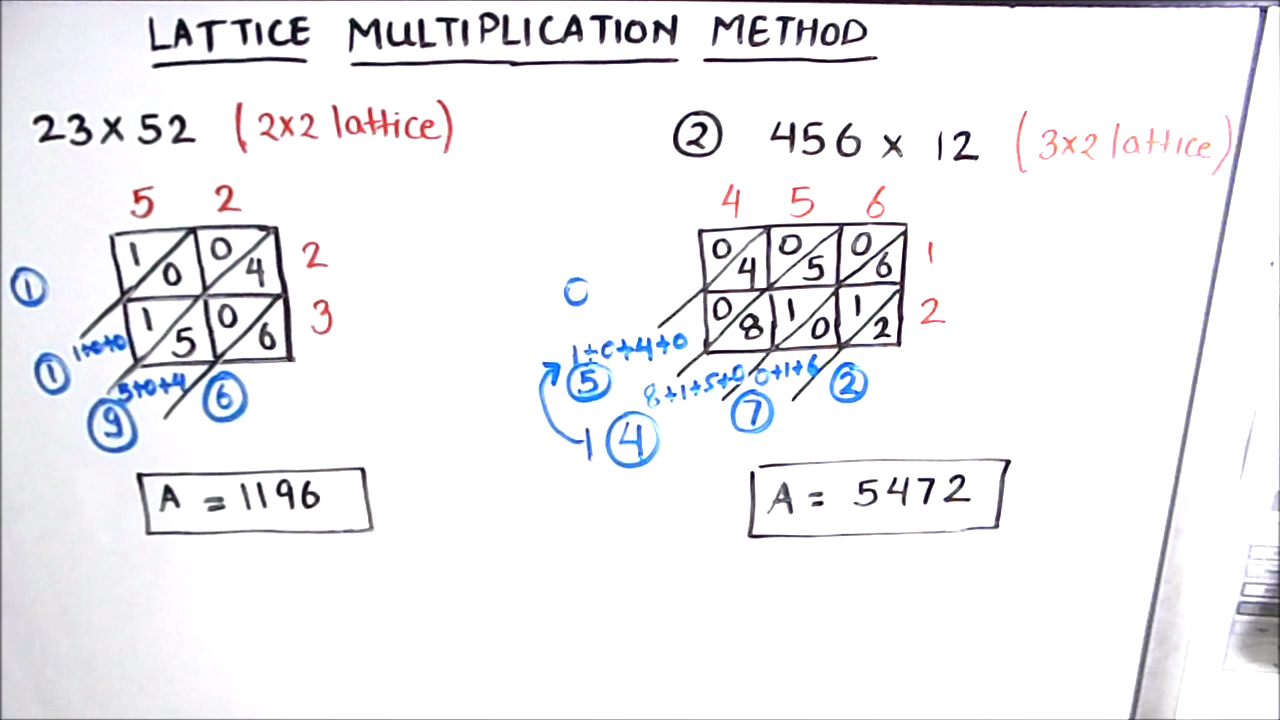 LATTICE MULTIPLICATION METHOD
23 x 52 (2x2 lattice)
5 2
1 0 0 4 2
1
1 5 0 6 3
1+0+0
1
5+0+4
6
9
A = 1196
2 456 x 12 (3x2 lattice)
4 5 6
0 4 0 5 0 6 1
0
0 8 1 0 1 2 2
1+0+4+0
5
8+1+5+0 0+1+6 2
7
1 4
A = 5472